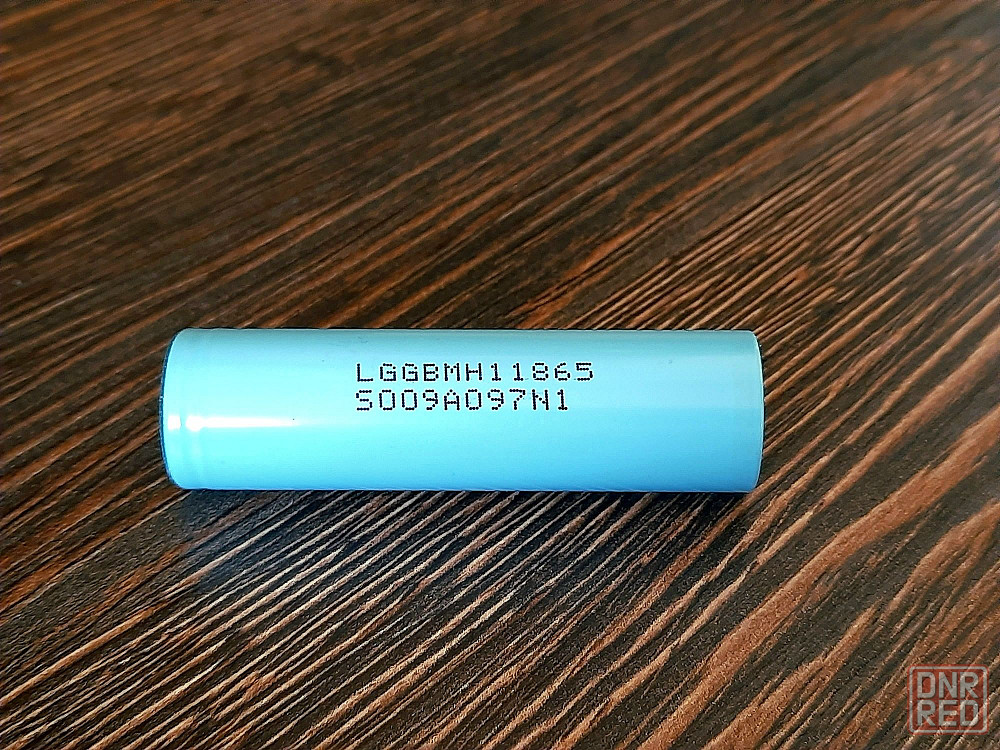 LGGBMH11865
S009A097N1
DNR
RED